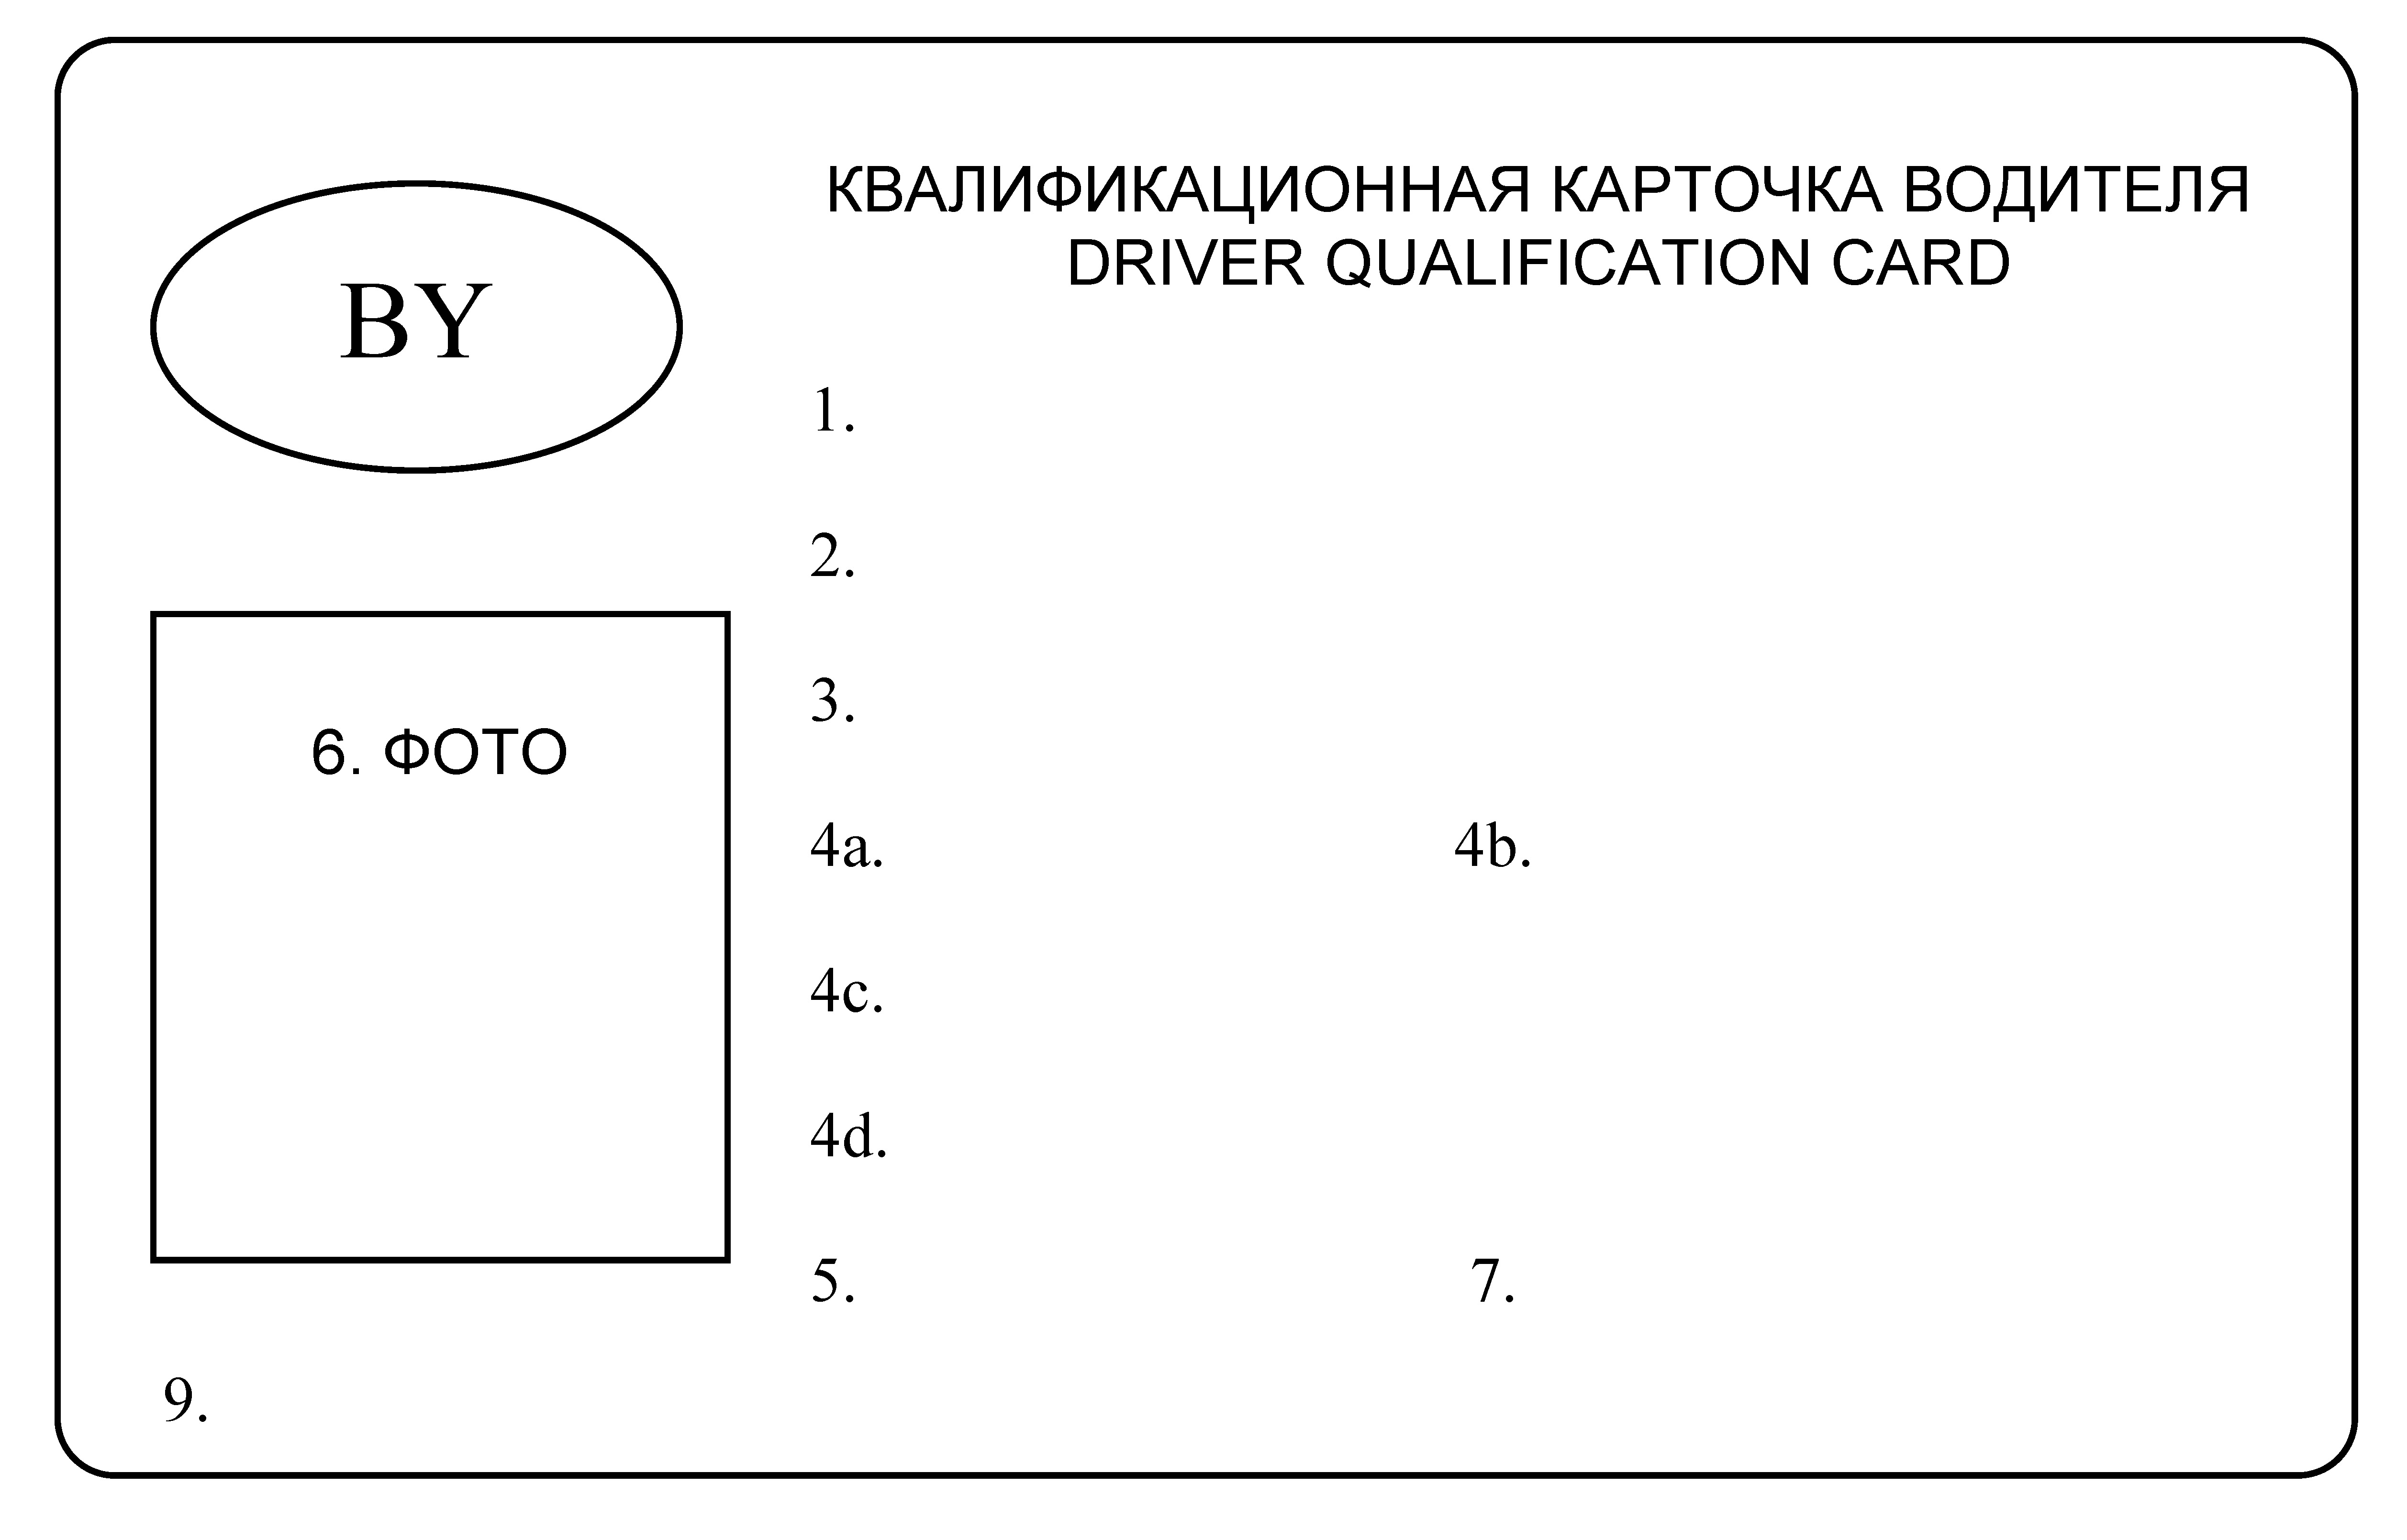 BY
КВАЛИФИКАЦИОННАЯ КАРТОЧКА ВОДИТЕЛЯ
DRIVER QUALIFICATION CARD
1.
2.
3.
6. ФОТО
4a. 4b.
4c.
4d.
5. 7.
9.